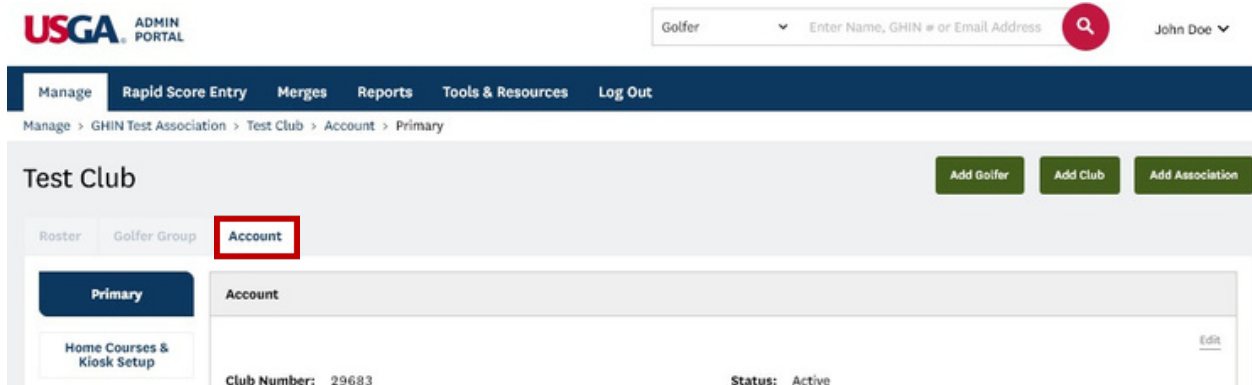 USGA ADMIN PORTAL
Golfer Enter Name, GHIN # or Email Address John Doe
Manage Rapid Score Entry Merges Reports Tools & Resources Log Out
Manage > GHIN Test Association > Test Club > Account > Primary
Test Club
Add Golfer Add Club Add Association
Roster Golfer Group Account
Primary
Account
Home Courses &
Kiosk Setup
Edit
Club Number: 29683 Status: Active